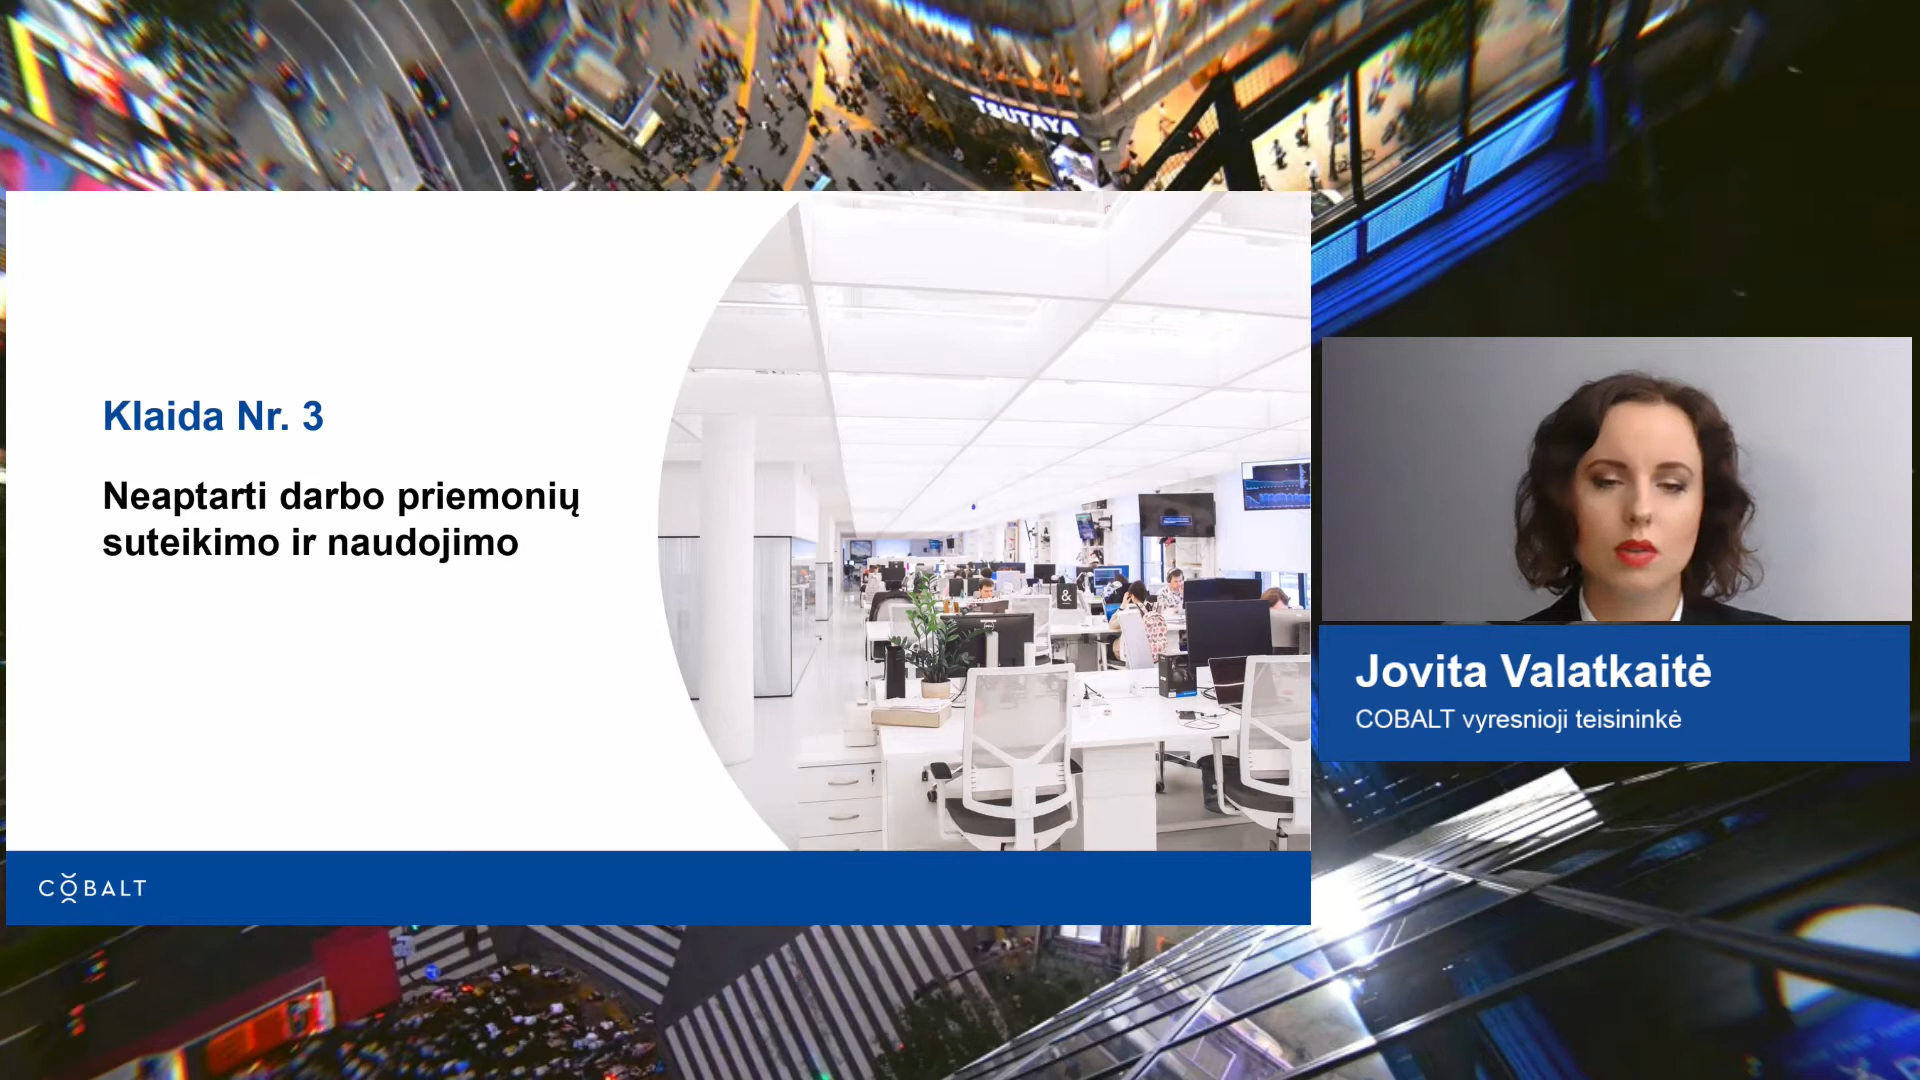 TSUTAYA
Klaida Nr. 3
Neaptarti darbo priemonių
suteikimo ir naudojimo
&
COBALT
Jovita Valatkaitė
COBALT vyresnioji teisininkė